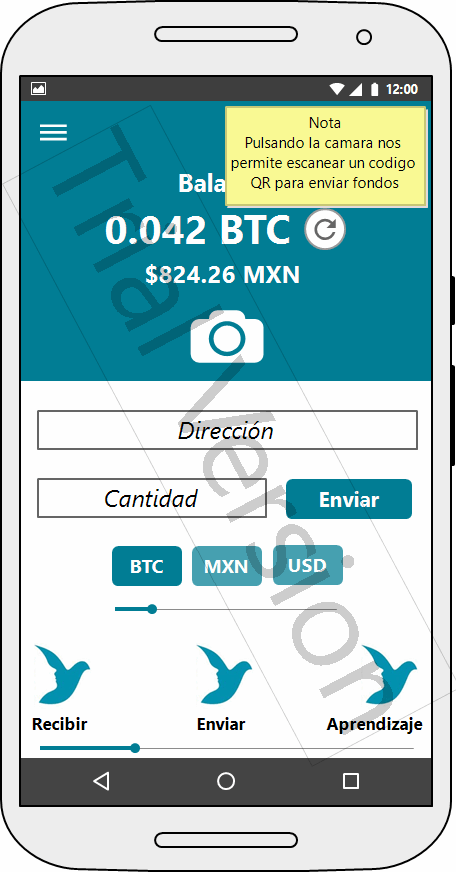 12:00
Nota
Pulsando la camara nos
permite escanear un codigo
QR para enviar fondos
Bala
0.042 BTC
$824.26 MXN
Dirección
Cantidad
Enviar
BTC
MXN
USD
Recibir
Enviar
Aprendizaje
Trial Version